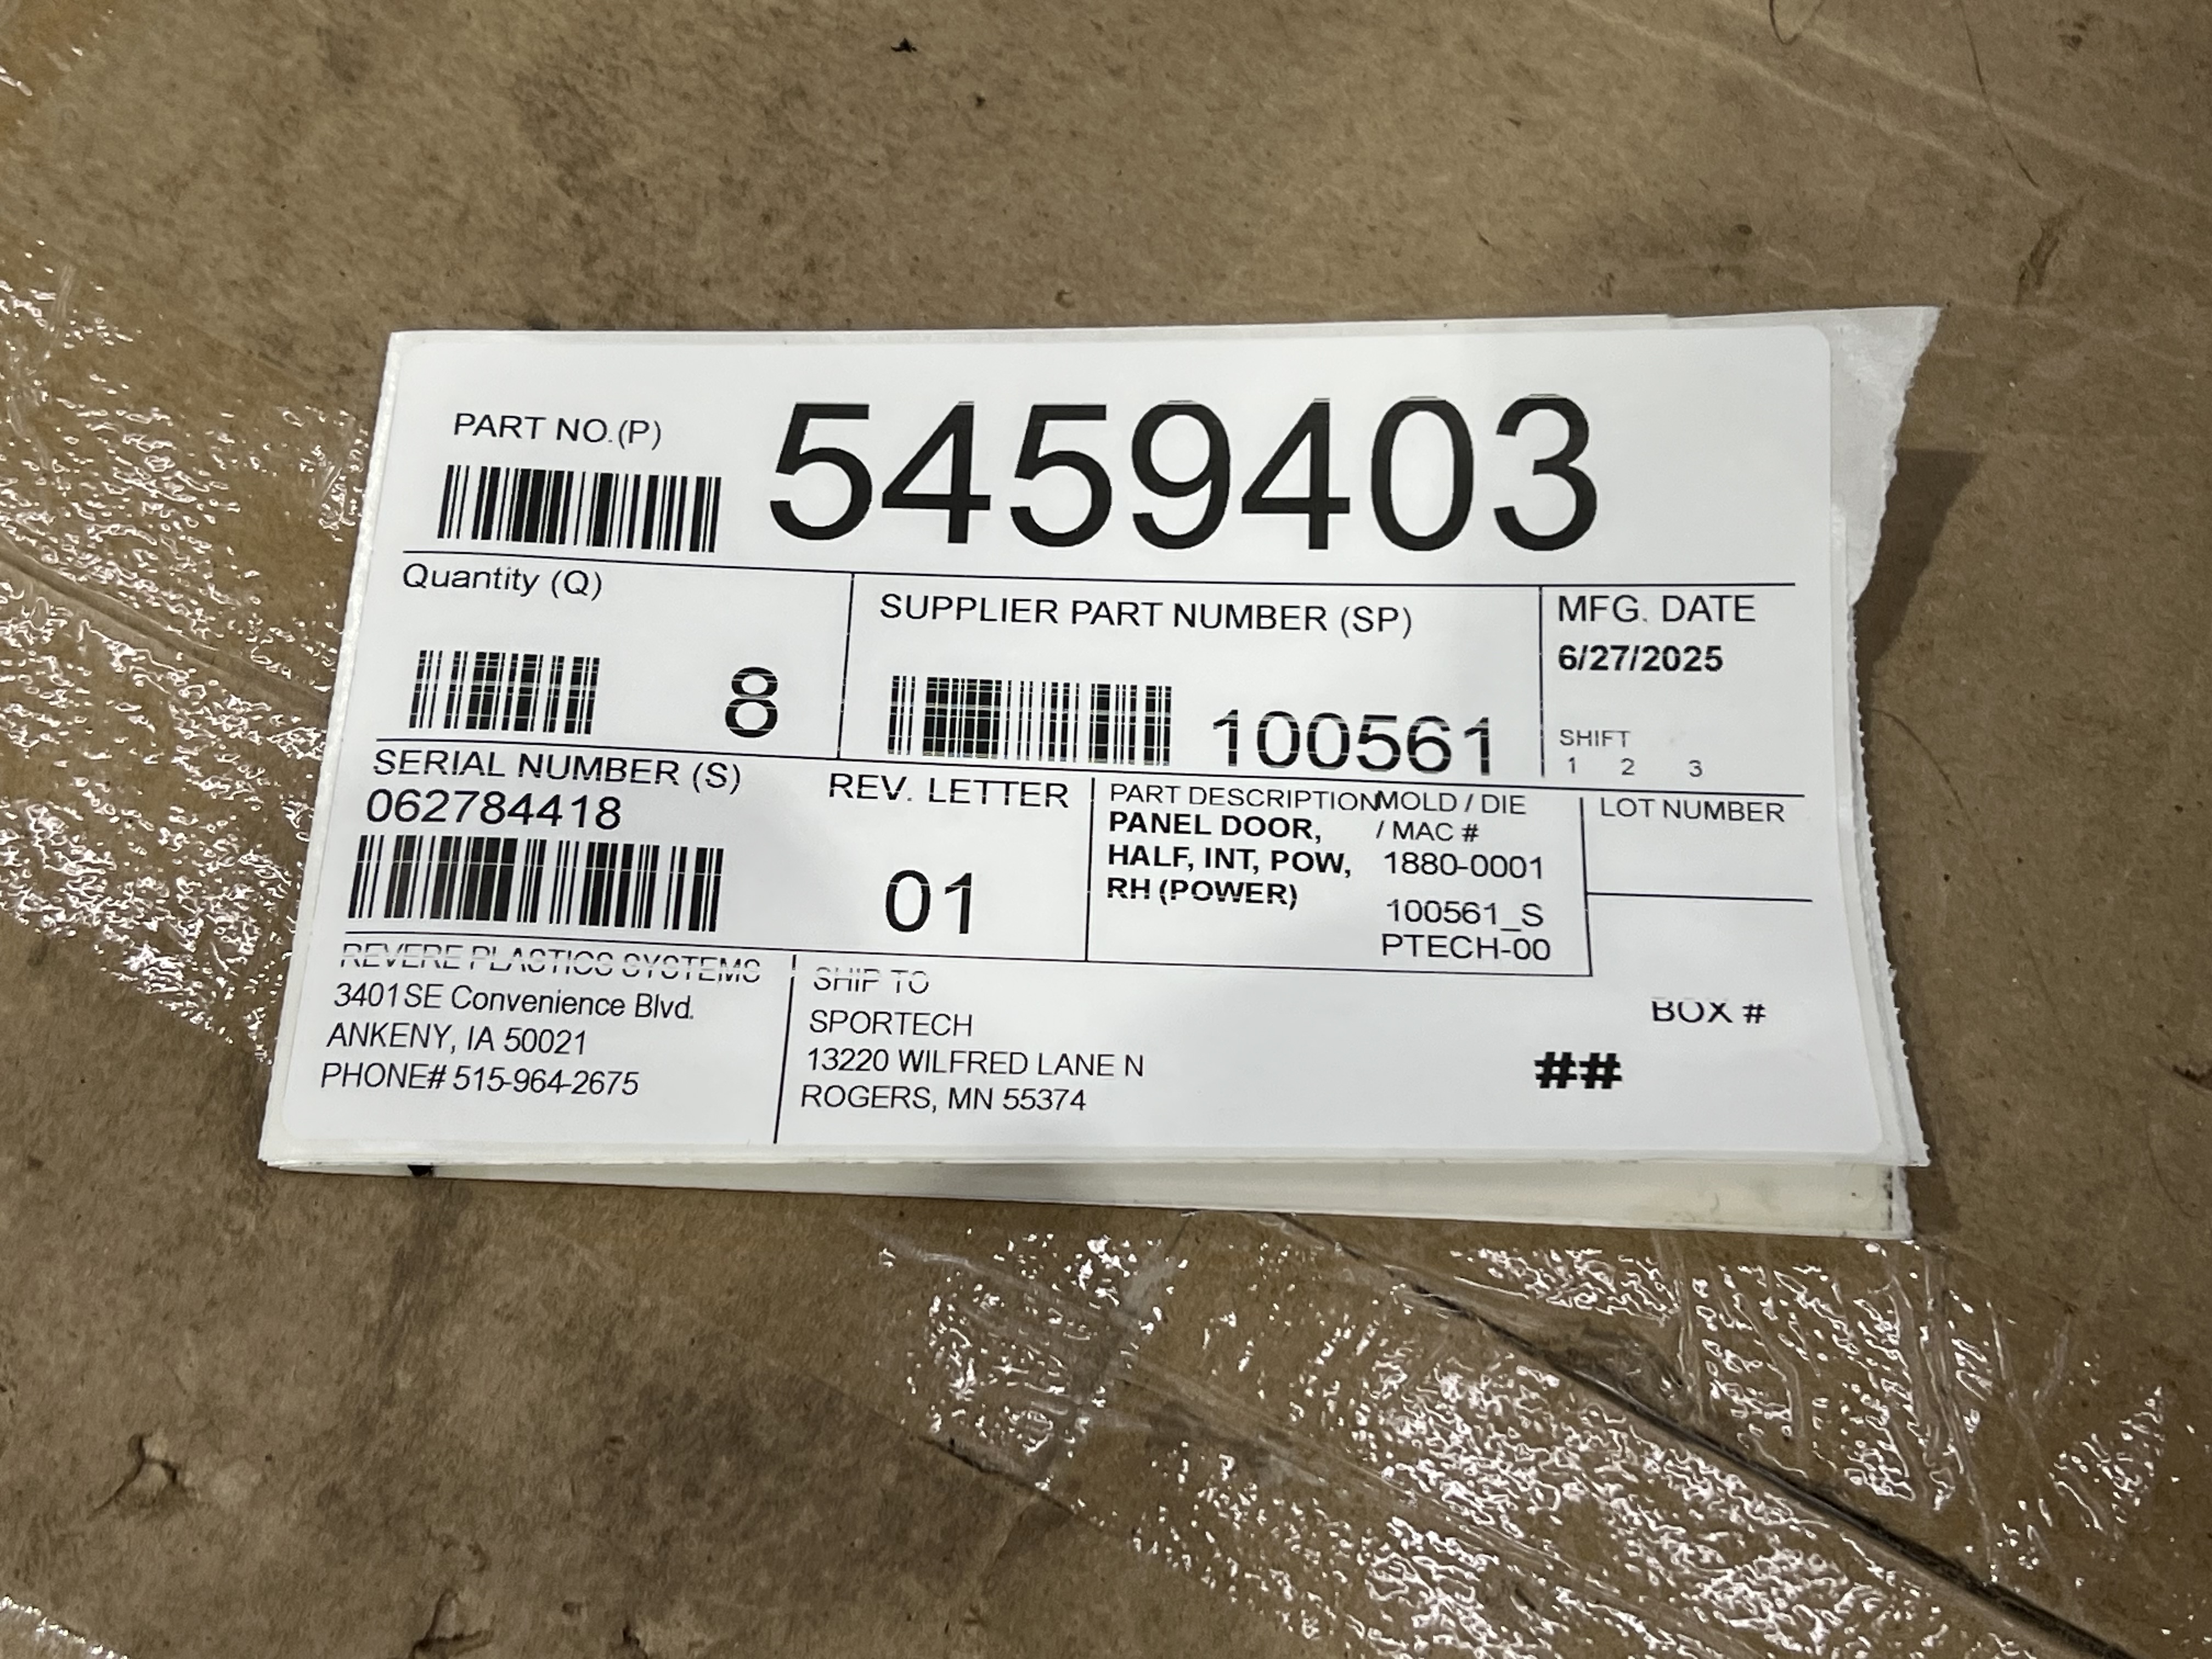 PART NO.(P)
5459403
Quantity (Q)
8
SUPPLIER PART NUMBER (SP)
100561
MFG. DATE
6/27/2025
SHIFT
1 2 3
SERIAL NUMBER (S)
062784418
REV. LETTER
01
PART DESCRIPTION
PANEL DOOR,
HALF, INT, POW,
RH (POWER)
MOLD / DIE
/ MAC #
1880-0001
100561_S
PTECH-00
LOT NUMBER
REVERE PLASTICS SYSTEMS
3401SE Convenience Blvd.
ANKENY, IA 50021
PHONE# 515-964-2675
SHIP TO
SPORTECH
13220 WILFRED LANE N
ROGERS, MN 55374
BOX #
##